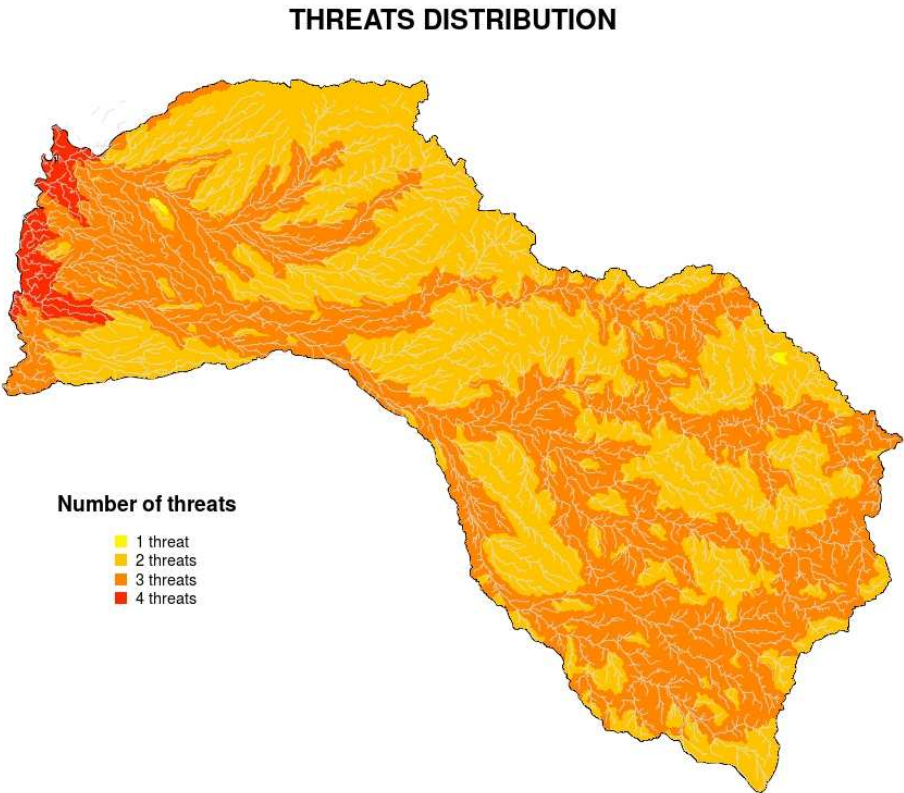 THREATS DISTRIBUTION
Number of threats
1 threat
2 threats
3 threats
4 threats